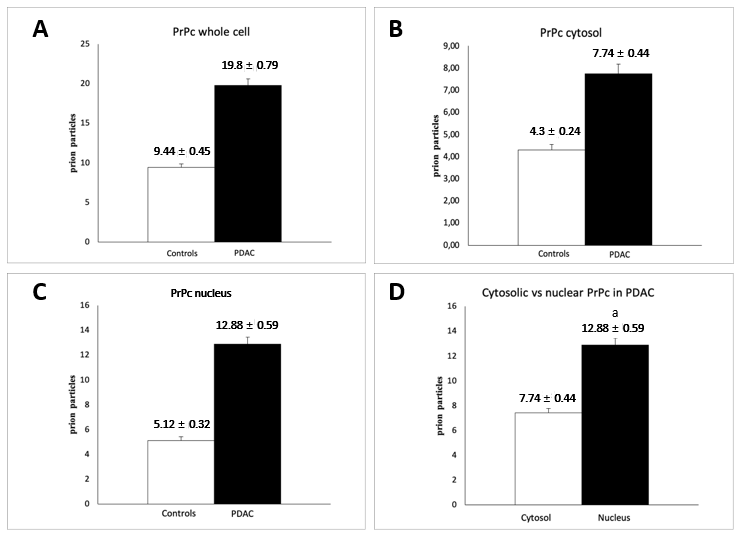 A
PrPc whole cell
25
20
15
10
5
0
prion particles
9.44 ± 0.45
19.8 ± 0.79
Controls
PDAC
B
PrPc cytosol
9,00
8,00
7,00
6,00
5,00
4,00
3,00
2,00
1,00
0,00
prion particles
4.3 ± 0.24
7.74 ± 0.44
Controls
PDAC
C
PrPc nucleus
16
14
12
10
8
6
4
2
0
prion particles
5.12 ± 0.32
12.88 ± 0.59
Controls
PDAC
D
Cytosolic vs nuclear PrPc in PDAC
16
14
12
10
8
6
4
2
0
prion particles
7.74 ± 0.44
a
12.88 ± 0.59
Cytosol
Nucleus